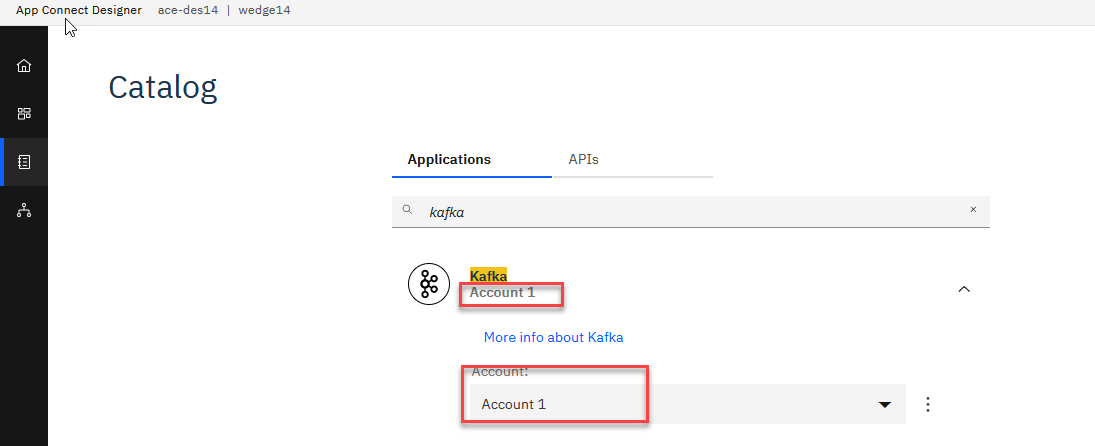 App Connect Designer ace-des14 | wedge14
Catalog
Applications APIs
kafka ×
Kafka
Account 1
More info about Kafka
Account:
Account 1